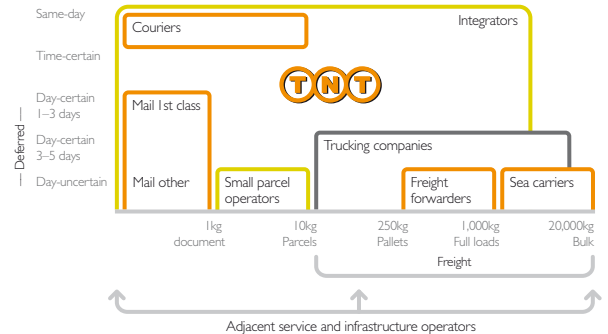 Same-day
Couriers
Integrators
Time-certain
TNT
Day-certain
1–3 days
Mail 1st class
Deferred
Day-certain
3–5 days
Trucking companies
Day-uncertain
Mail other
Small parcel
operators
Freight
forwarders
Sea carriers
1kg
document
10kg
Parcels
250kg
Pallets
1,000kg
Full loads
20,000kg
Bulk
Freight
Adjacent service and infrastructure operators